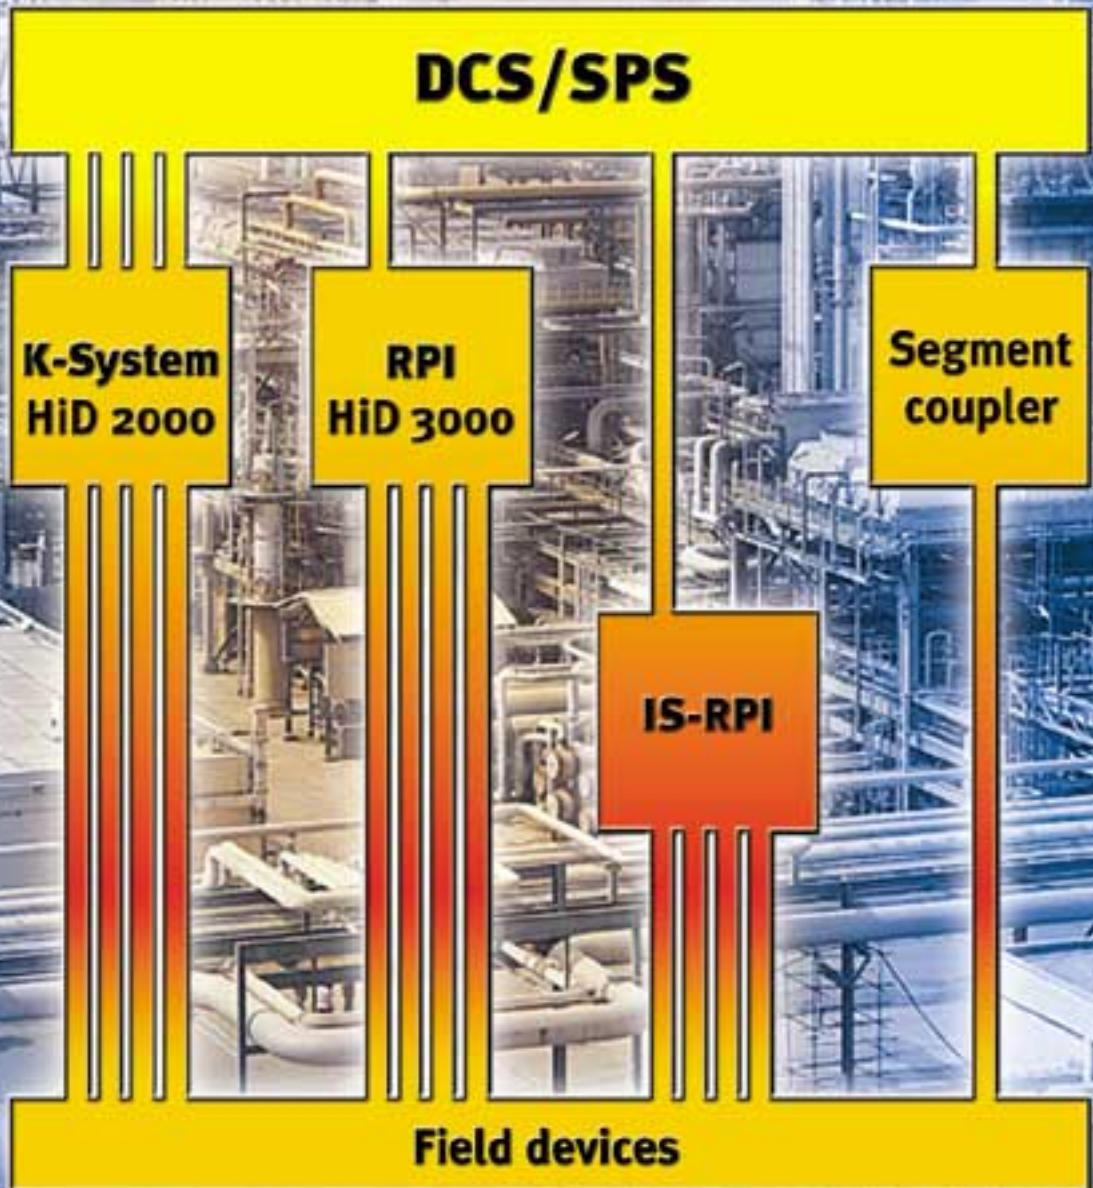 DCS/SPS
K-System
HiD 2000
RPI
HiD 3000
Segment
coupler
IS-RPI
Field devices